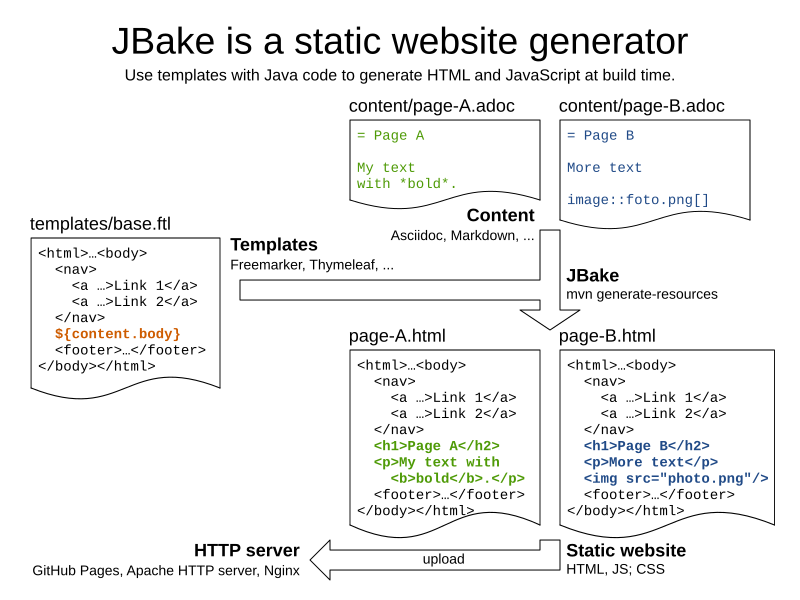 JBake is a static website generator
Use templates with Java code to generate HTML and JavaScript at build time.
content/page-A.adoc
= Page A
My text
with *bold*.
content/page-B.adoc
= Page B
More text
image::foto.png[]
Content
Asciidoc, Markdown, ...
templates/base.ftl
<html>…<body>
<nav>
<a …>Link 1</a>
<a …>Link 2</a>
</nav>
${content.body}
<footer>…</footer>
</body></html>
Templates
Freemarker, Thymeleaf, ...
JBake
mvn generate-resources
page-A.html
<html>…<body>
<nav>
<a …>Link 1</a>
<a …>Link 2</a>
</nav>
<h1>Page A</h2>
<p>My text with
<b>bold</b>.</p>
<footer>…</footer>
</body></html>
page-B.html
<html>…<body>
<nav>
<a …>Link 1</a>
<a …>Link 2</a>
</nav>
<h1>Page B</h2>
<p>More text</p>
<img src="photo.png"/>
<footer>…</footer>
</body></html>
HTTP server
GitHub Pages, Apache HTTP server, Nginx
upload
Static website
HTML, JS; CSS